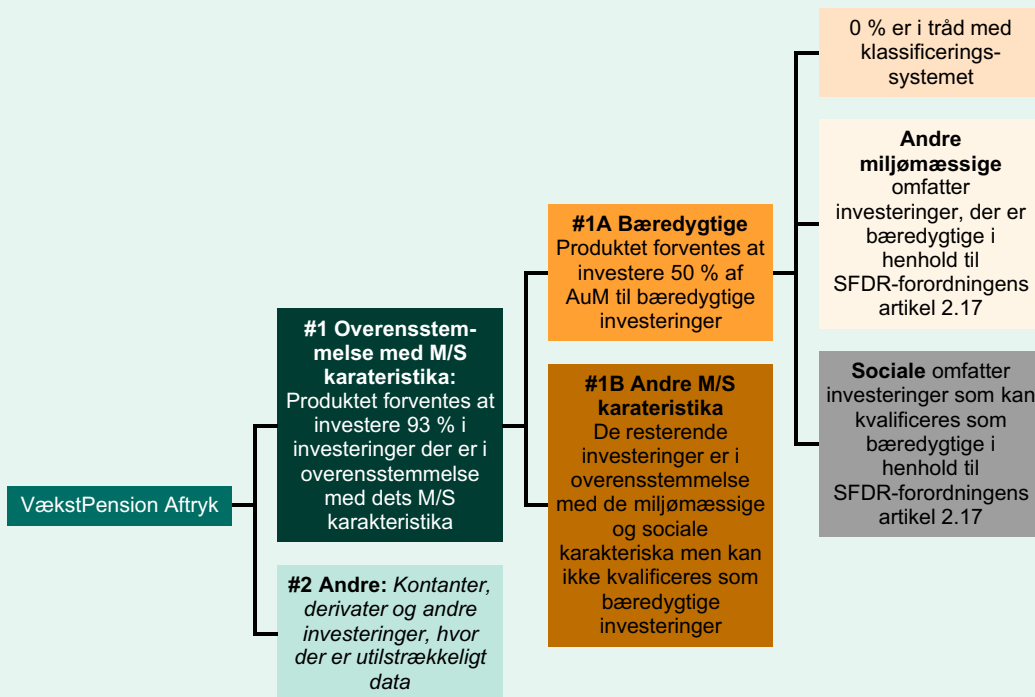 VækstPension Aftryk
#1 Overensstem-
melse med M/S
karateristika:
Produktet forventes at
investere 93 % i
investeringer der er i
overensstemmelse
med dets M/S
karakteristika
#2 Andre: Kontanter,
derivater og andre
investeringer, hvor
der er utilstrækkeligt
data
#1A Bæredygtige
Produktet forventes at
investere 50 % af
AuM til bæredygtige
investeringer
#1B Andre M/S
karateristika
De resterende
investeringer er i
overensstemmelse
med de miljømæssige
og sociale
karakteriska men kan
ikke kvalificeres som
bæredygtige
investeringer
0 % er i tråd med
klassificerings-
systemet
Andre
miljømæssige
omfatter
investeringer, der er
bæredygtige i
henhold til
SFDR-forordningens
artikel 2.17
Sociale omfatter
investeringer som kan
kvalificeres som
bæredygtige i
henhold til
SFDR-forordningens
artikel 2.17